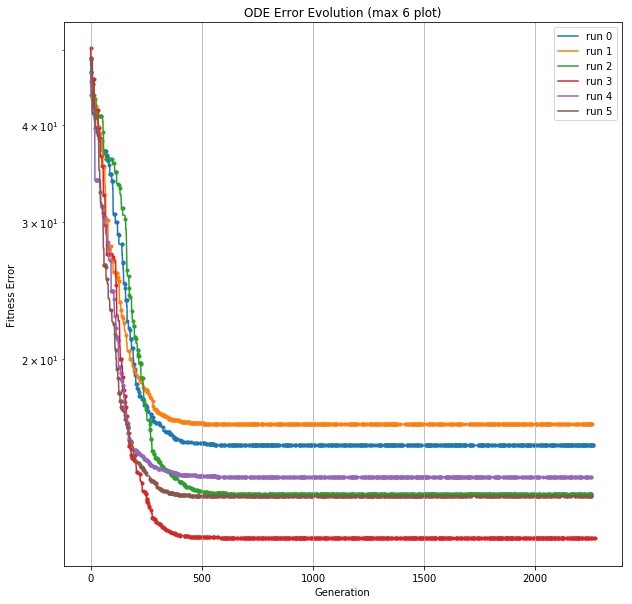 ODE Error Evolution (max 6 plot)
run 0
run 1
run 2
run 3
run 4
run 5
4 × 10¹
3 × 10¹
2 × 10¹
Fitness Error
0 500 1000 1500 2000
Generation